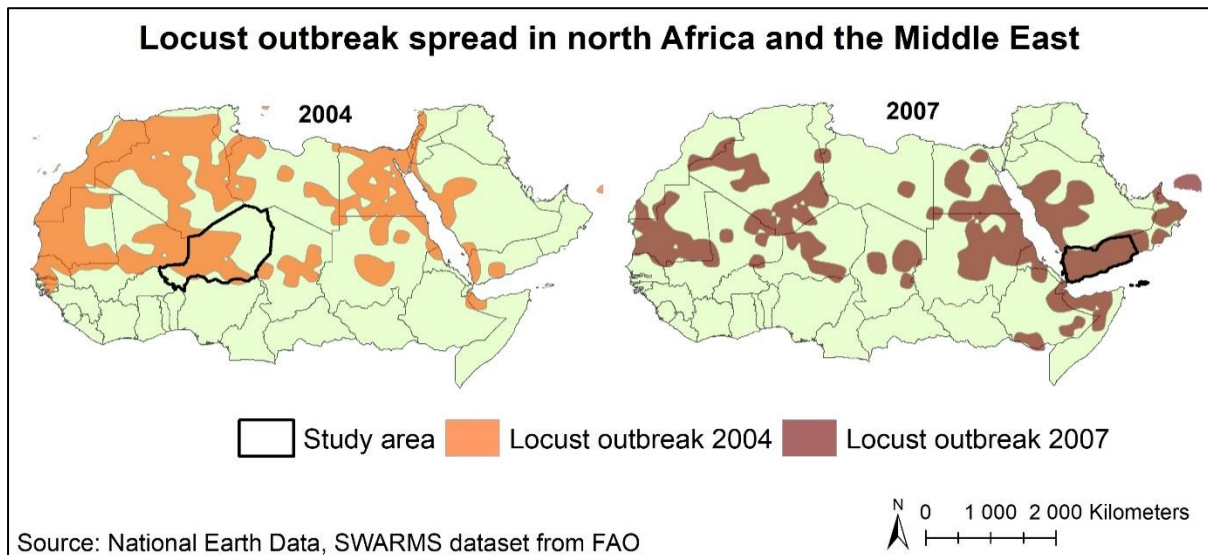 Locust outbreak spread in north Africa and the Middle East
2004
2007
Study area
Locust outbreak 2004
Locust outbreak 2007
N
0 1 000 2 000 Kilometers
Source: National Earth Data, SWARMS dataset from FAO